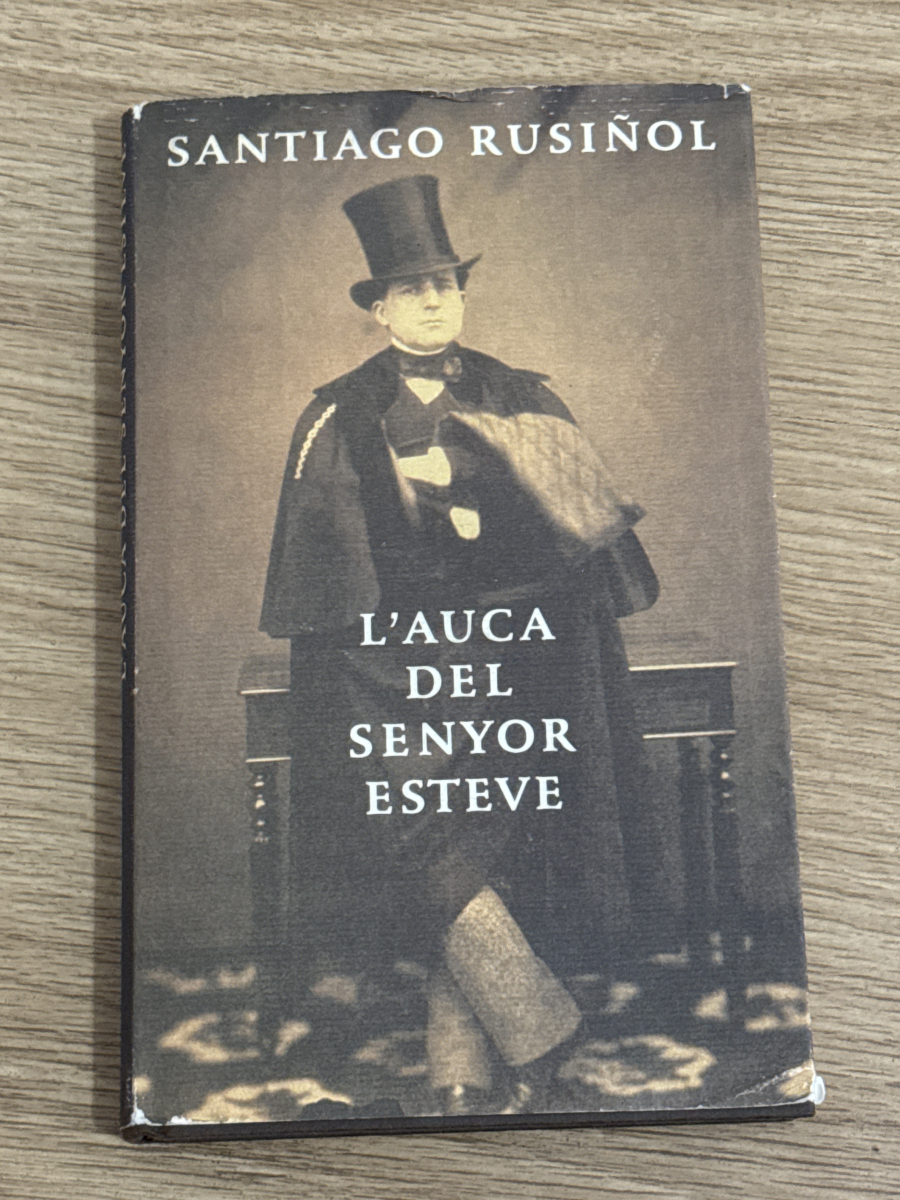 SANTIAGO RUSIÑOL
L'AUCA
DEL
SENYOR
ESTEVE